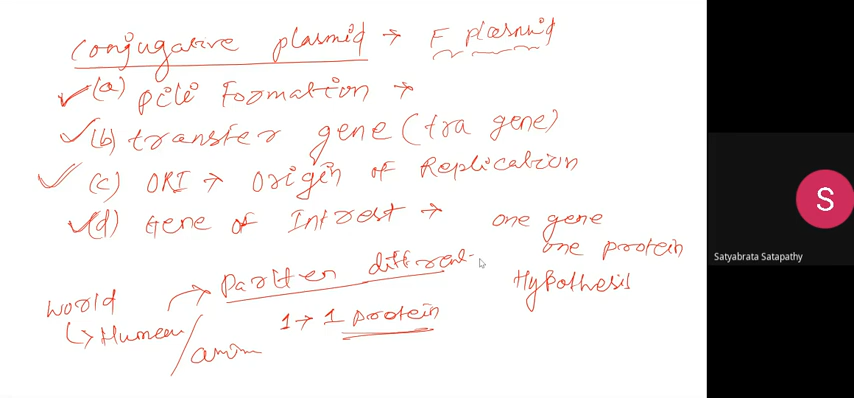 Conjugative plasmid → F plasmid
(a) pili Formation →
(b) transfer gene (tra gene)
(c) ORI → Origin of Replication
(d) Gene of Interest →
one gene
one protein
Hypothesis
Partten different
1 → 1 protein
world
↳ Human/
S
Satyabrata Satapathy